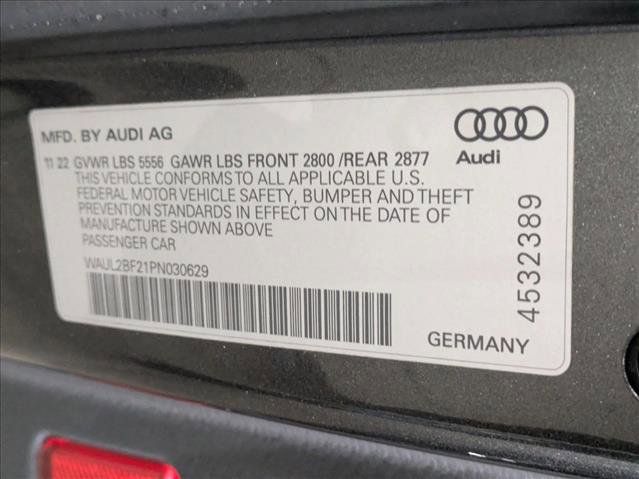 MFD. BY AUDI AG
11 22 GVWR LBS 5556 GAWR LBS FRONT 2800 /REAR 2877
THIS VEHICLE CONFORMS TO ALL APPLICABLE U.S.
FEDERAL MOTOR VEHICLE SAFETY, BUMPER AND THEFT
PREVENTION STANDARDS IN EFFECT ON THE DATE OF
MANUFACTURE SHOWN ABOVE
PASSENGER CAR
WAUL2BF21PN030629
Audi
4532389
GERMANY